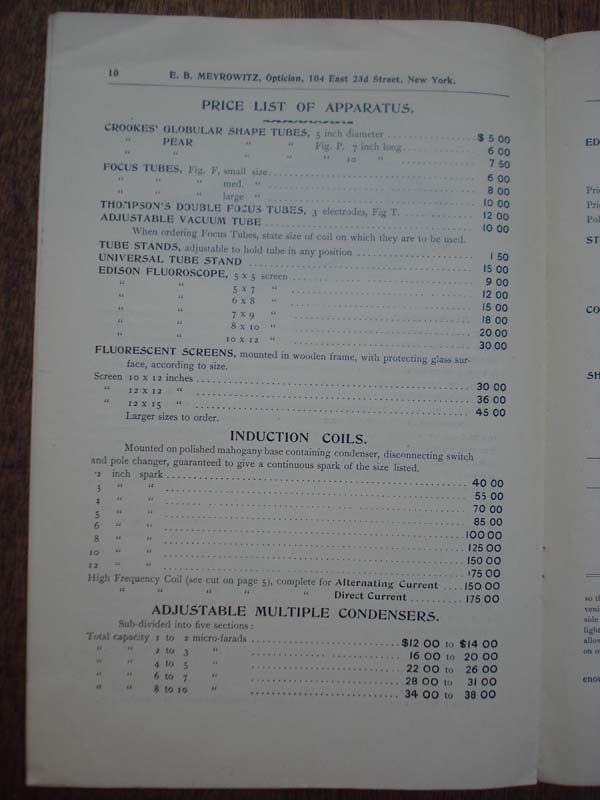 10 E. B. MEYROWITZ, Optician, 104 East 23d Street, New York.
PRICE LIST OF APPARATUS.
CROOKES' GLOBULAR SHAPE TUBES, 5 inch diameter ................ $5 00
" PEAR " " Fig. P. 7 inch long ........ 6 00
" " " " " 10 " 7 50
FOCUS TUBES, Fig. F, small size ................ 6 00
" " " med. " ................ 8 00
" " " large " ................ 10 00
THOMPSON'S DOUBLE FOCUS TUBES, 3 electrodes, Fig T. ........ 12 00
ADJUSTABLE VACUUM TUBE ................ 10 00
When ordering Focus Tubes, state size of coil on which they are to be used.
TUBE STANDS, adjustable to hold tube in any position ................ 1 50
UNIVERSAL TUBE STAND ................ 15 00
EDISON FLUOROSCOPE, 5 x 5 screen ................ 9 00
" " 5 x 7 " ................ 12 00
" " 6 x 8 " ................ 15 00
" " 7 x 9 " ................ 18 00
" " 8 x 10 " ................ 20 00
" " 10 x 12 " ................ 30 00
FLUORESCENT SCREENS, mounted in wooden frame, with protecting glass sur-
face, according to size.
Screen 10 x 12 inches ................ 30 00
" 12 x 12 " ................ 36 00
" 12 x 15 " ................ 45 00
Larger sizes to order.
INDUCTION COILS.
Mounted on polished mahogany base containing condenser, disconnecting switch
and pole changer, guaranteed to give a continuous spark of the size listed.
2 inch spark ................ 40 00
3 " " ................ 55 00
4 " " ................ 70 00
5 " " ................ 85 00
6 " " ................ 100 00
8 " " ................ 125 00
10 " " ................ 150 00
12 " " ................ 175 00
High Frequency Coil (see cut on page 5), complete for Alternating Current .... 150 00
" " " " " Direct Current ........ 175 00
ADJUSTABLE MULTIPLE CONDENSERS.
Sub-divided into five sections :
Total capacity 1 to 2 micro-farads ................ $12 00 to $14 00
" " 2 to 3 " ................ 16 00 to 20 00
" " 4 to 5 " ................ 22 00 to 26 00
" " 6 to 7 " ................ 28 00 to 31 00
" " 8 to 10 " ................ 34 00 to 38 00